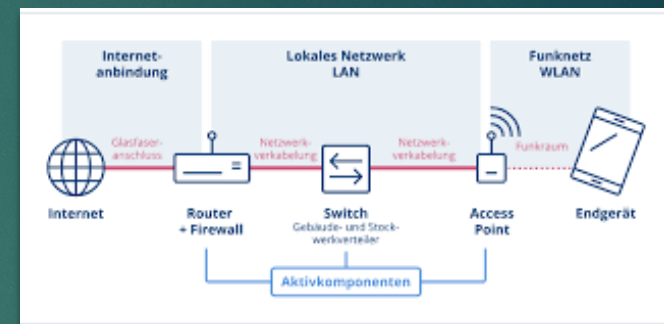 Internet-
anbindung
Lokales Netzwerk
LAN
Funknetz
WLAN
Glasfaser-
anschluss
Netzwerk-
verkabelung
Netzwerk-
verkabelung
Funkraum
Internet
Router
+ Firewall
Switch
Gebäude- und Stock-
werkverteiler
Access
Point
Endgerät
Aktivkomponenten